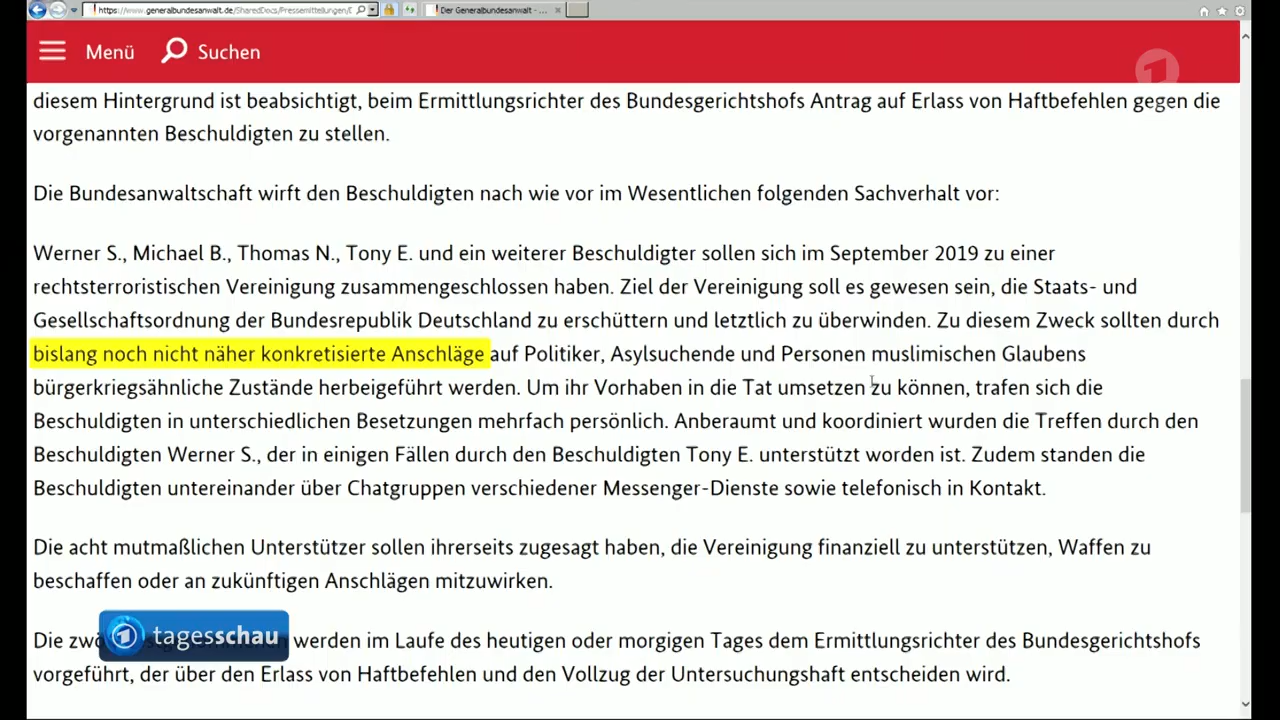 https://www.generalbundesanwalt.de/SharedDocs/Pressemitteilungen/
Der Generalbundesanwalt - ...
Menü
Suchen
diesem Hintergrund ist beabsichtigt, beim Ermittlungsrichter des Bundesgerichtshofs Antrag auf Erlass von Haftbefehlen gegen die
vorgenannten Beschuldigten zu stellen.
Die Bundesanwaltschaft wirft den Beschuldigten nach wie vor im Wesentlichen folgenden Sachverhalt vor:
Werner S., Michael B., Thomas N., Tony E. und ein weiterer Beschuldigter sollen sich im September 2019 zu einer
rechtsterroristischen Vereinigung zusammengeschlossen haben. Ziel der Vereinigung soll es gewesen sein, die Staats- und
Gesellschaftsordnung der Bundesrepublik Deutschland zu erschüttern und letztlich zu überwinden. Zu diesem Zweck sollten durch
bislang noch nicht näher konkretisierte Anschläge auf Politiker, Asylsuchende und Personen muslimischen Glaubens
bürgerkriegsähnliche Zustände herbeigeführt werden. Um ihr Vorhaben in die Tat umsetzen zu können, trafen sich die
Beschuldigten in unterschiedlichen Besetzungen mehrfach persönlich. Anberaumt und koordiniert wurden die Treffen durch den
Beschuldigten Werner S., der in einigen Fällen durch den Beschuldigten Tony E. unterstützt worden ist. Zudem standen die
Beschuldigten untereinander über Chatgruppen verschiedener Messenger-Dienste sowie telefonisch in Kontakt.
Die acht mutmaßlichen Unterstützer sollen ihrerseits zugesagt haben, die Vereinigung finanziell zu unterstützen, Waffen zu
beschaffen oder an zukünftigen Anschlägen mitzuwirken.
Die werden im Laufe des heutigen oder morgigen Tages dem Ermittlungsrichter des Bundesgerichtshofs
tagesschau
vorgeführt, der über den Erlass von Haftbefehlen und den Vollzug der Untersuchungshaft entscheiden wird.